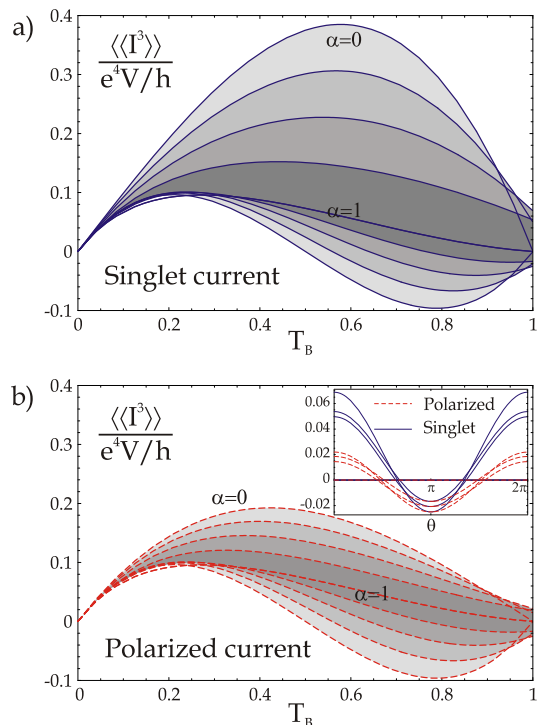 a)
0.4
0.3
0.2
0.1
0
-0.1
⟨⟨I³⟩⟩
e⁴V/h
α=0
α=1
Singlet current
0
0.2
0.4
0.6
0.8
1
T_B
b)
0.4
0.3
0.2
0.1
0
-0.1
⟨⟨I³⟩⟩
e⁴V/h
α=0
α=1
Polarized current
0
0.2
0.4
0.6
0.8
1
T_B
0.06
0.04
0.02
0
-0.02
Polarized
Singlet
π
2π
θ